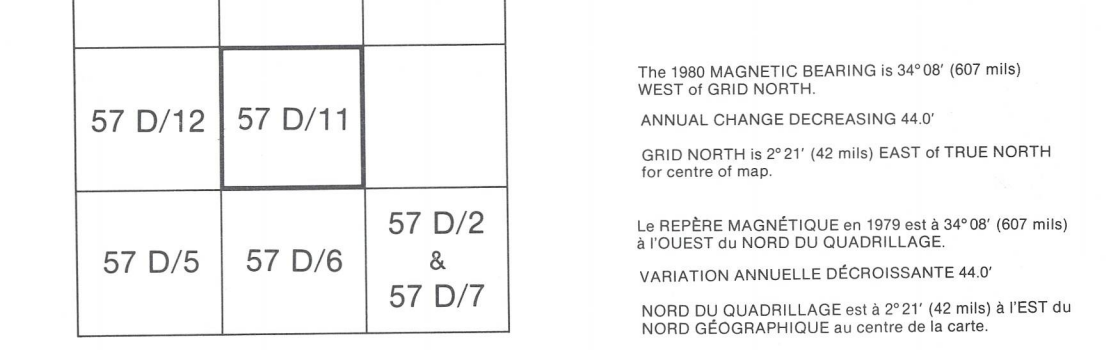 57 D/12
57 D/11
57 D/5
57 D/6
57 D/2
&
57 D/7
The 1980 MAGNETIC BEARING is 34° 08′ (607 mils)
WEST of GRID NORTH.
ANNUAL CHANGE DECREASING 44.0′
GRID NORTH is 2° 21′ (42 mils) EAST of TRUE NORTH
for centre of map.
Le REPÈRE MAGNÉTIQUE en 1979 est à 34° 08′ (607 mils)
à l'OUEST du NORD DU QUADRILLAGE.
VARIATION ANNUELLE DÉCROISSANTE 44.0′
NORD DU QUADRILLAGE est à 2° 21′ (42 mils) à l'EST du
NORD GÉOGRAPHIQUE au centre de la carte.